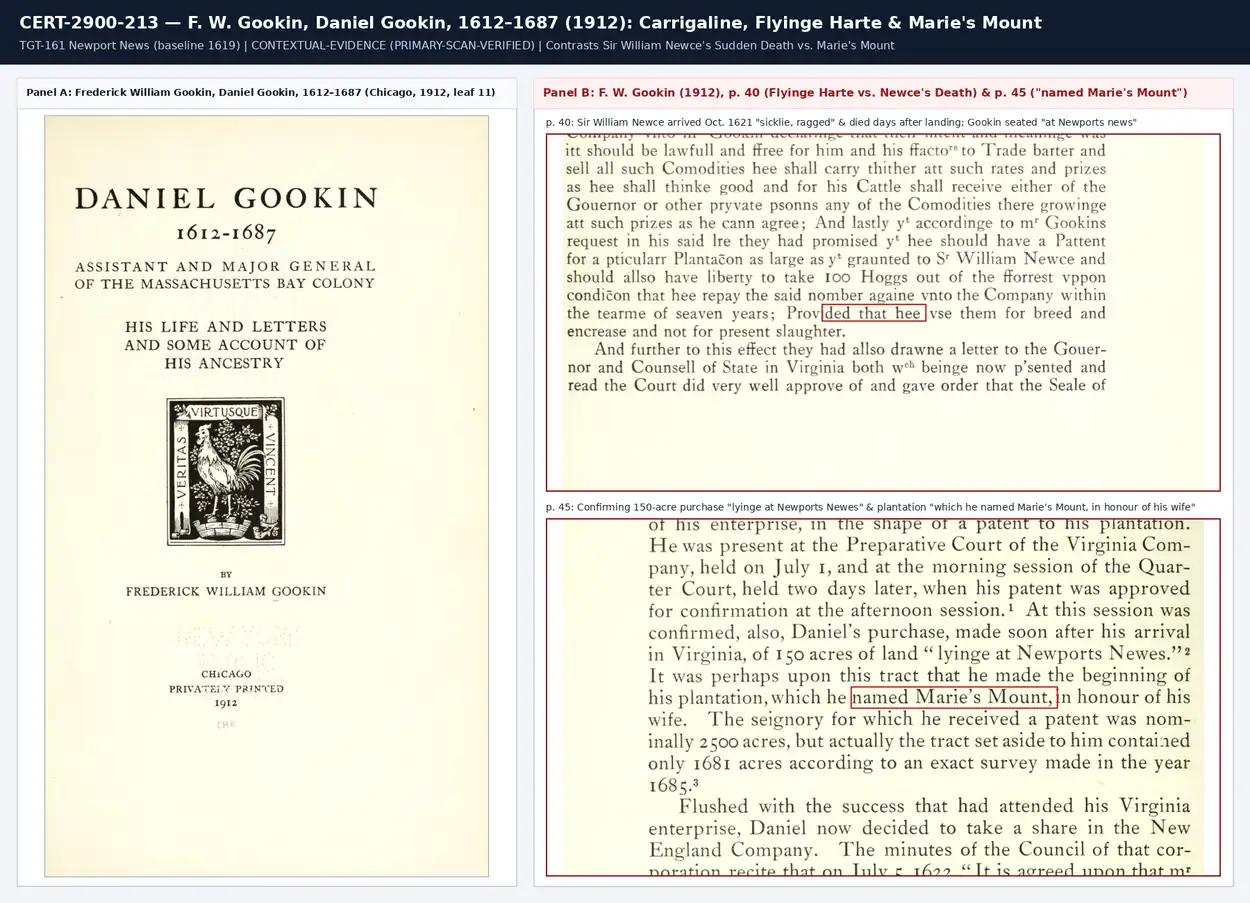 CERT-2900-213 — F. W. Gookin, Daniel Gookin, 1612–1687 (1912): Carrigaline, Flyinge Harte & Marie's Mount
TGT-161 Newport News (baseline 1619) | CONTEXTUAL-EVIDENCE (PRIMARY-SCAN-VERIFIED) | Contrasts Sir William Newce's Sudden Death vs. Marie's Mount
Panel A: Frederick William Gookin, Daniel Gookin, 1612–1687 (Chicago, 1912, leaf 11)
DANIEL GOOKIN
1612-1687
ASSISTANT AND MAJOR GENERAL
OF THE MASSACHUSETTS BAY COLONY
HIS LIFE AND LETTERS
AND SOME ACCOUNT OF
HIS ANCESTRY
VIRTUSQUE
VERITAS
VINCENT
BY
FREDERICK WILLIAM GOOKIN
CHICAGO
PRIVATELY PRINTED
1912
Panel B: F. W. Gookin (1912), p. 40 (Flyinge Harte vs. Newce's Death) & p. 45 ("named Marie's Mount")
p. 40: Sir William Newce arrived Oct. 1621 "sicklie, ragged" & died days after landing; Gookin seated "at Newports news"
itt should be lawfull and ffree for him and his ffactoʳˢ to Trade barter and
sell all such Comodities hee shall carry thither att such rates and prizes
as hee shall thinke good and for his Cattle shall receive either of the
Gouernor or other pryvate psonns any of the Comodities there growinge
att such prizes as he cann agree; And lastly yᵗ accordinge to mʳ Gookins
request in his said lre they had promised yᵗ hee should have a Pattent
for a pticularr Plantac̃on as large as yᵗ graunted to Sʳ William Newce and
should allso have liberty to take 100 Hoggs out of the fforrest vppon
condic̃on that hee repay the said nomber againe vnto the Company within
the tearme of seaven years; Provided that hee vse them for breed and
encrease and not for present slaughter.
And further to this effect they had allso drawne a letter to the Gouer-
nor and Counsell of State in Virginia both wᶜʰ beinge now p'sented and
read the Court did very well approve of and gave order that the Seale of
p. 45: Confirming 150-acre purchase "lyinge at Newports Newes" & plantation "which he named Marie's Mount, in honour of his wife"
of his enterprise, in the shape of a patent to his plantation.
He was present at the Preparative Court of the Virginia Com-
pany, held on July 1, and at the morning session of the Quar-
ter Court, held two days later, when his patent was approved
for confirmation at the afternoon session.¹ At this session was
confirmed, also, Daniel's purchase, made soon after his arrival
in Virginia, of 150 acres of land "lyinge at Newports Newes."²
It was perhaps upon this tract that he made the beginning of
his plantation, which he named Marie's Mount, in honour of his
wife. The seignory for which he received a patent was nom-
inally 2500 acres, but actually the tract set aside to him contained
only 1681 acres according to an exact survey made in the year
1685.³
Flushed with the success that had attended his Virginia
enterprise, Daniel now decided to take a share in the New
England Company. The minutes of the Council of that cor-
poration recite that on July 5, 1622, "It is agreed upon that mʳ